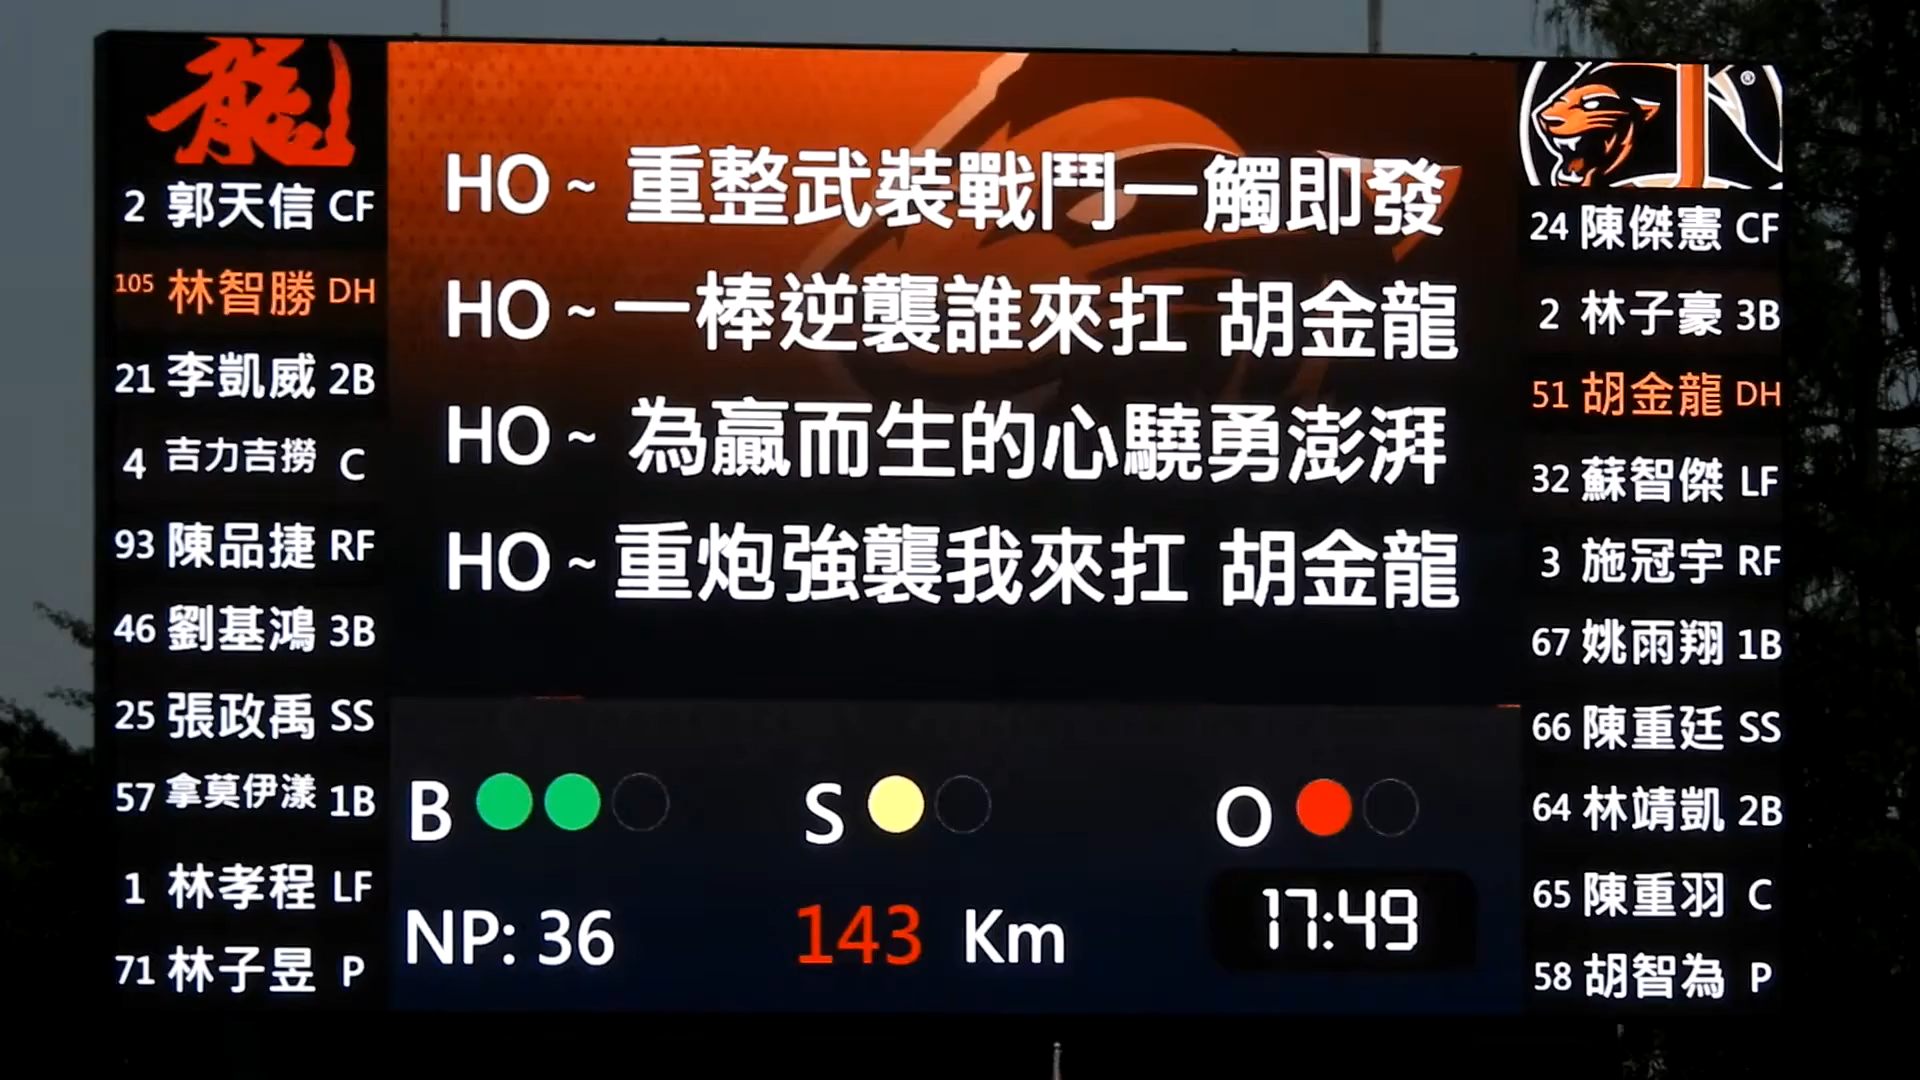 龍
2 郭天信 CF
105 林智勝 DH
21 李凱威 2B
4 吉力吉撈 C
93 陳品捷 RF
46 劉基鴻 3B
25 張政禹 SS
57 拿莫伊漾 1B
1 林孝程 LF
71 林子昱 P
HO ~ 重整武裝戰鬥一觸即發
HO ~ 一棒逆襲誰來扛 胡金龍
HO ~ 為贏而生的心驍勇澎湃
HO ~ 重炮強襲我來扛 胡金龍
B S O
NP: 36 143 Km 17:49
®
24 陳傑憲 CF
2 林子豪 3B
51 胡金龍 DH
32 蘇智傑 LF
3 施冠宇 RF
67 姚雨翔 1B
66 陳重廷 SS
64 林靖凱 2B
65 陳重羽 C
58 胡智為 P